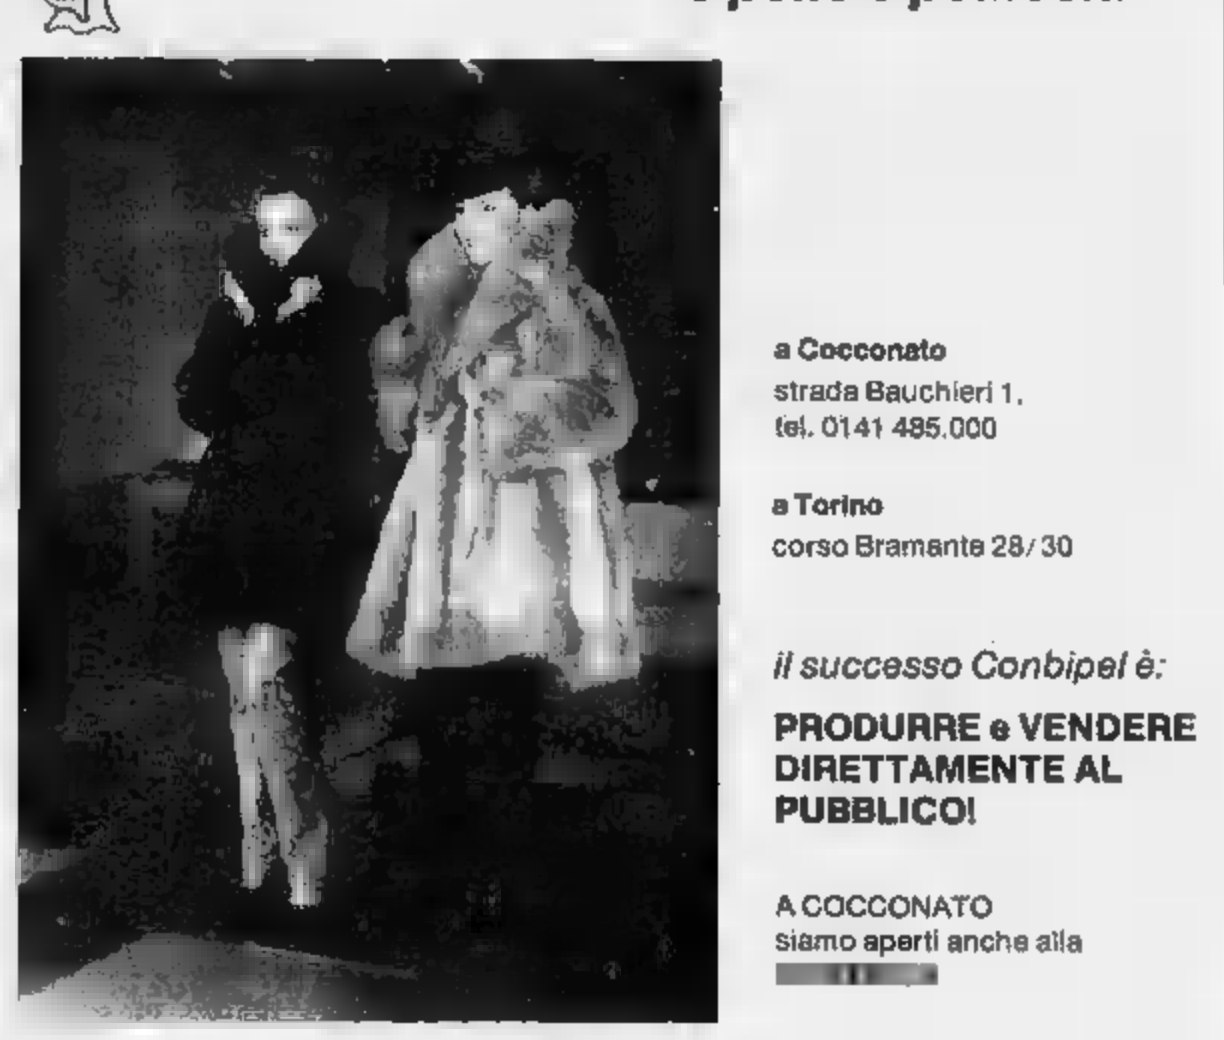 a Cocconato
strada Bauchieri 1,
tel. 0141 485.000
a Torino
corso Bramante 28/30
il successo Conbipel è:
PRODURRE e VENDERE
DIRETTAMENTE AL
PUBBLICO!
A COCCONATO
siamo aperti anche alla